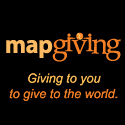 mapgiving
Giving to you
to give to the world.